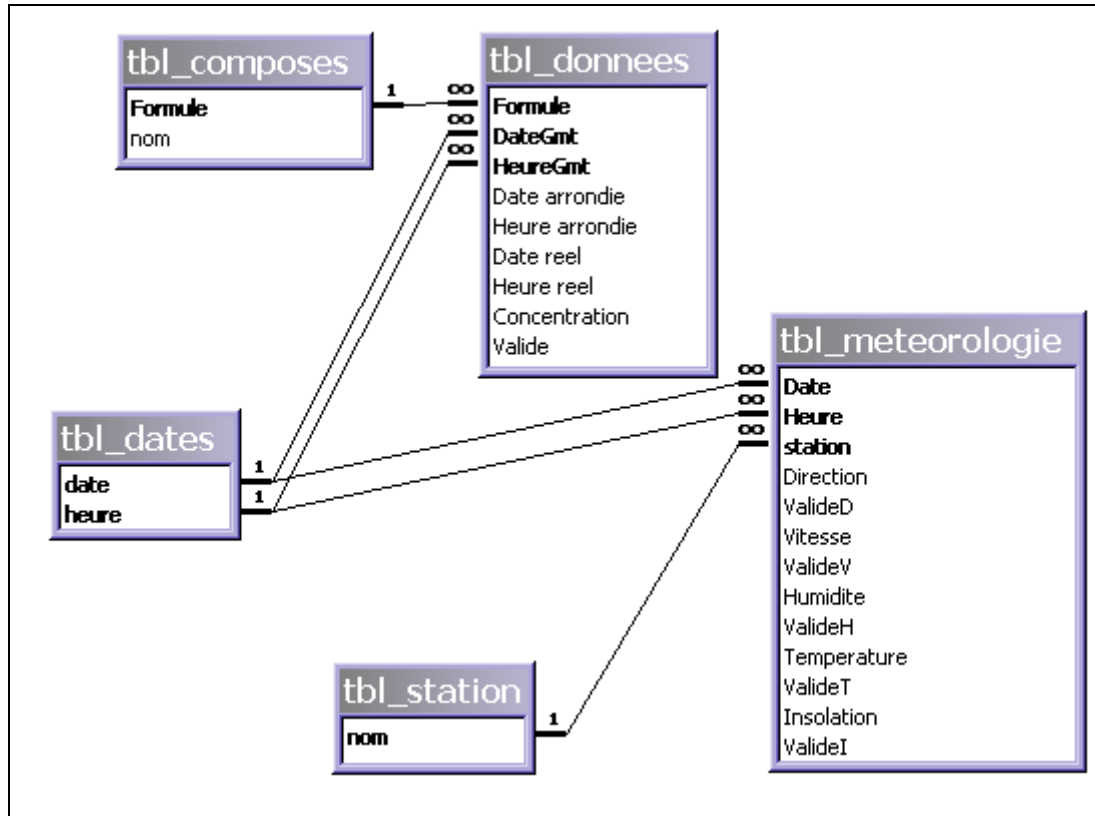 tbl_composes
Formule
nom
1
∞
∞
∞
tbl_donnees
Formule
DateGmt
HeureGmt
Date arrondie
Heure arrondie
Date reel
Heure reel
Concentration
Valide
tbl_dates
date
heure
1
1
∞
∞
∞
tbl_meteorologie
Date
Heure
station
Direction
ValideD
Vitesse
ValideV
Humidite
ValideH
Temperature
ValideT
Insolation
ValideI
tbl_station
nom
1